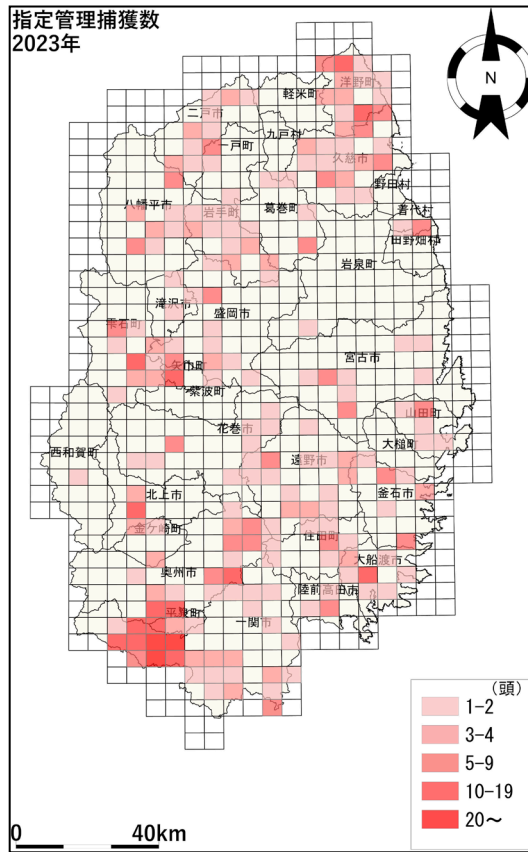 指定管理捕獲数
2023年
N
洋野町
軽米町
二戸市
九戸村
一戸町
久慈市
野田村
八幡平市
岩手町
葛巻町
普代村
田野畑村
岩泉町
滝沢市
盛岡市
雫石町
宮古市
矢巾町
紫波町
山田町
花巻市
大槌町
西和賀町
遠野市
北上市
釜石市
金ケ崎町
住田町
大船渡市
奥州市
陸前高田市
平泉町
一関市
(頭)
1-2
3-4
5-9
10-19
20～
0 40km